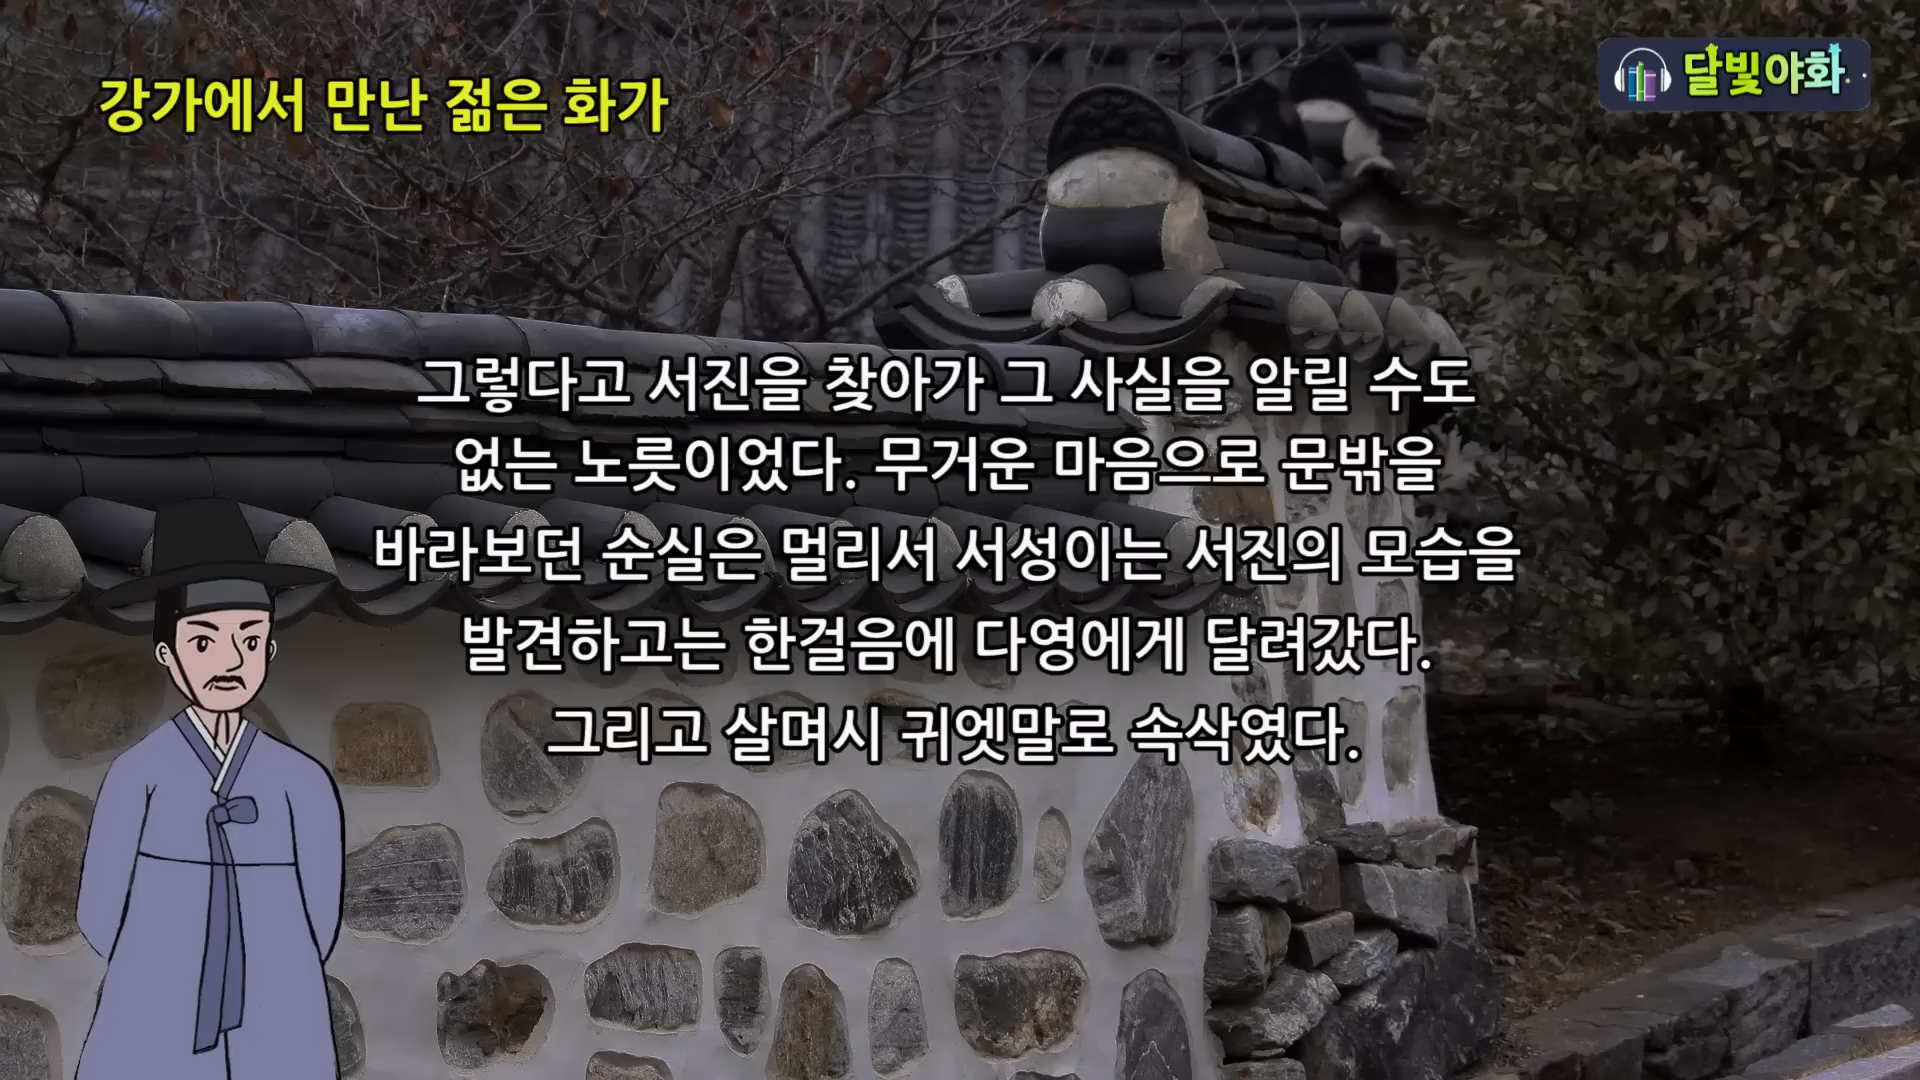 강가에서 만난 젊은 화가
달빛야화
그렇다고 서진을 찾아가 그 사실을 알릴 수도
없는 노릇이었다. 무거운 마음으로 문밖을
바라보던 순실은 멀리서 서성이는 서진의 모습을
발견하고는 한걸음에 다영에게 달려갔다.
그리고 살며시 귀엣말로 속삭였다.